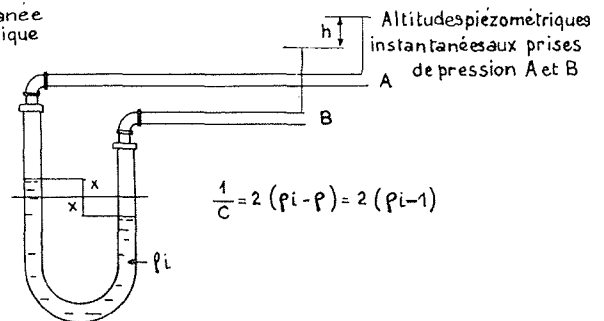 anée
ique
h
Altitudes piézométriques
instantanées aux prises
de pression A et B
A
B
x
x
1/C = 2 (ρi - ρ) = 2 (ρi - 1)
ρi